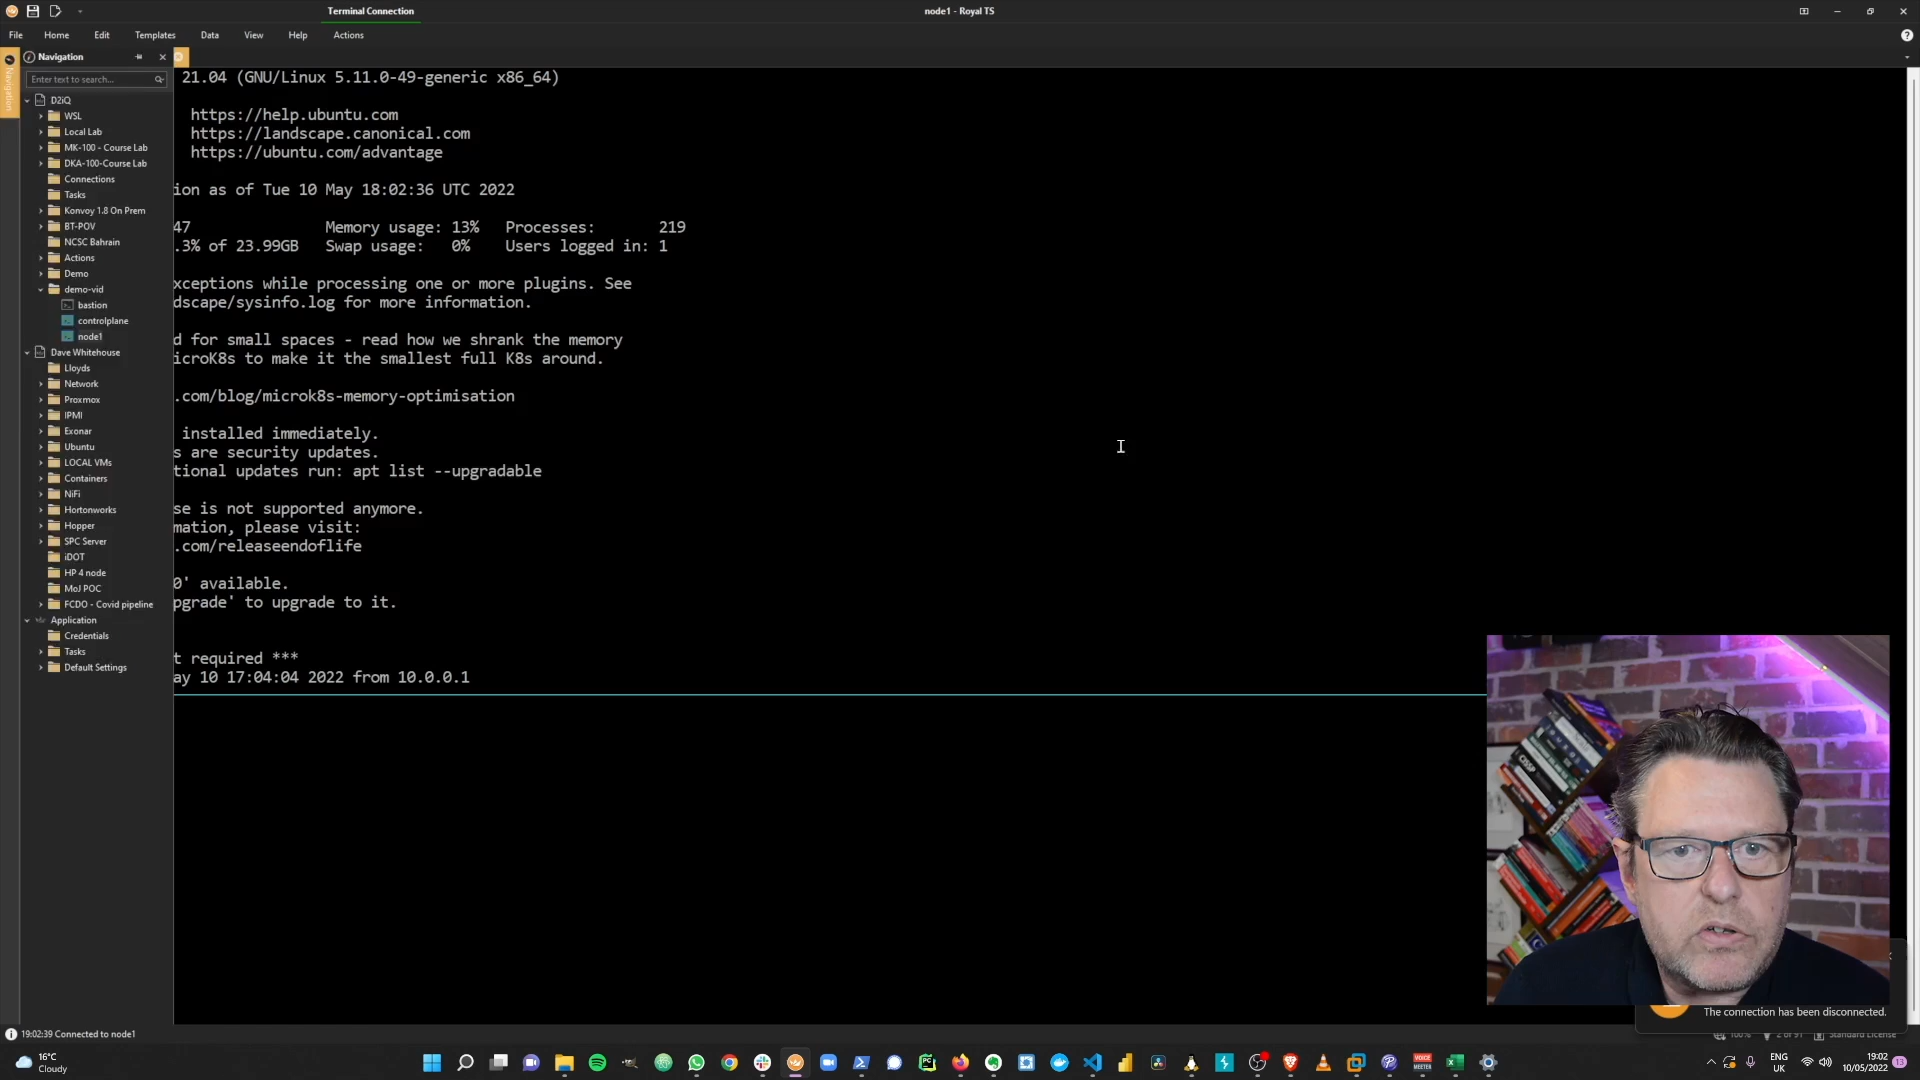 Terminal Connection
node1 - Royal TS
File Home Edit Templates Data View Help Actions
Navigation
Navigation
Enter text to search...
D2iQ
WSL
Local Lab
MK-100 - Course Lab
DKA-100-Course Lab
Connections
Tasks
Konvoy 1.8 On Prem
BT-POV
NCSC Bahrain
Actions
Demo
demo-vid
bastion
controlplane
node1
Dave Whitehouse
Lloyds
Network
Proxmox
IPMI
Exonar
Ubuntu
LOCAL VMs
Containers
NiFi
Hortonworks
Hopper
SPC Server
iDOT
HP 4 node
MoJ POC
FCDO - Covid pipeline
Application
Credentials
Tasks
Default Settings
21.04 (GNU/Linux 5.11.0-49-generic x86_64)
https://help.ubuntu.com
https://landscape.canonical.com
https://ubuntu.com/advantage
ion as of Tue 10 May 18:02:36 UTC 2022
47 Memory usage: 13% Processes: 219
.3% of 23.99GB Swap usage: 0% Users logged in: 1
xceptions while processing one or more plugins. See
dscape/sysinfo.log for more information.
d for small spaces - read how we shrank the memory
icroK8s to make it the smallest full K8s around.
.com/blog/microk8s-memory-optimisation
installed immediately.
s are security updates.
tional updates run: apt list --upgradable
se is not supported anymore.
mation, please visit:
.com/releaseendoflife
0' available.
pgrade' to upgrade to it.
t required ***
ay 10 17:04:04 2022 from 10.0.0.1
CISSP
The connection has been disconnected.
19:02:39 Connected to node1
100% 2 of 91 Standard License
16°C
Cloudy
ENG
UK
19:02
10/05/2022
13